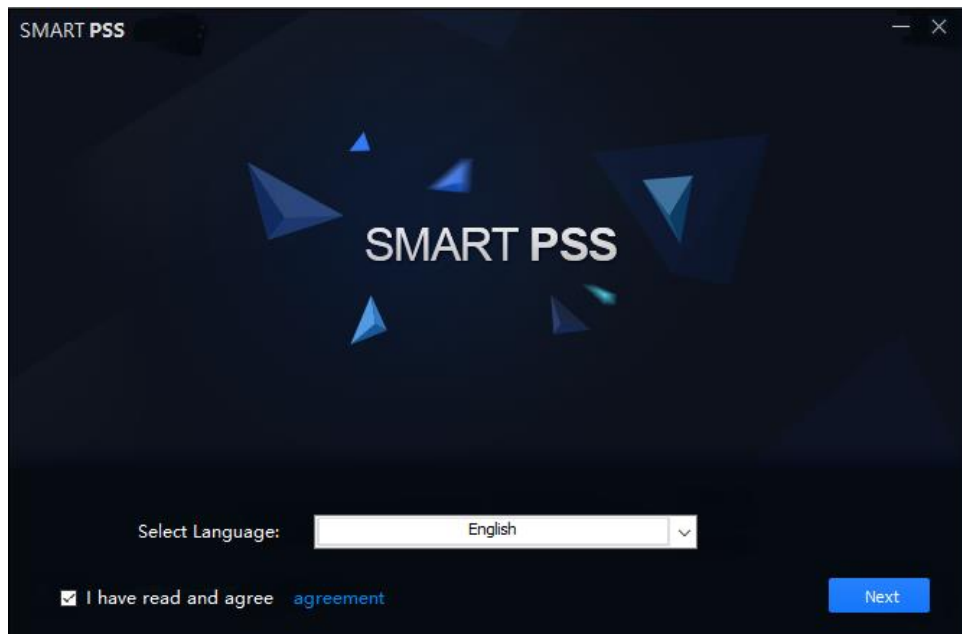 SMART PSS
SMART PSS
Select Language:
English
I have read and agree agreement
Next